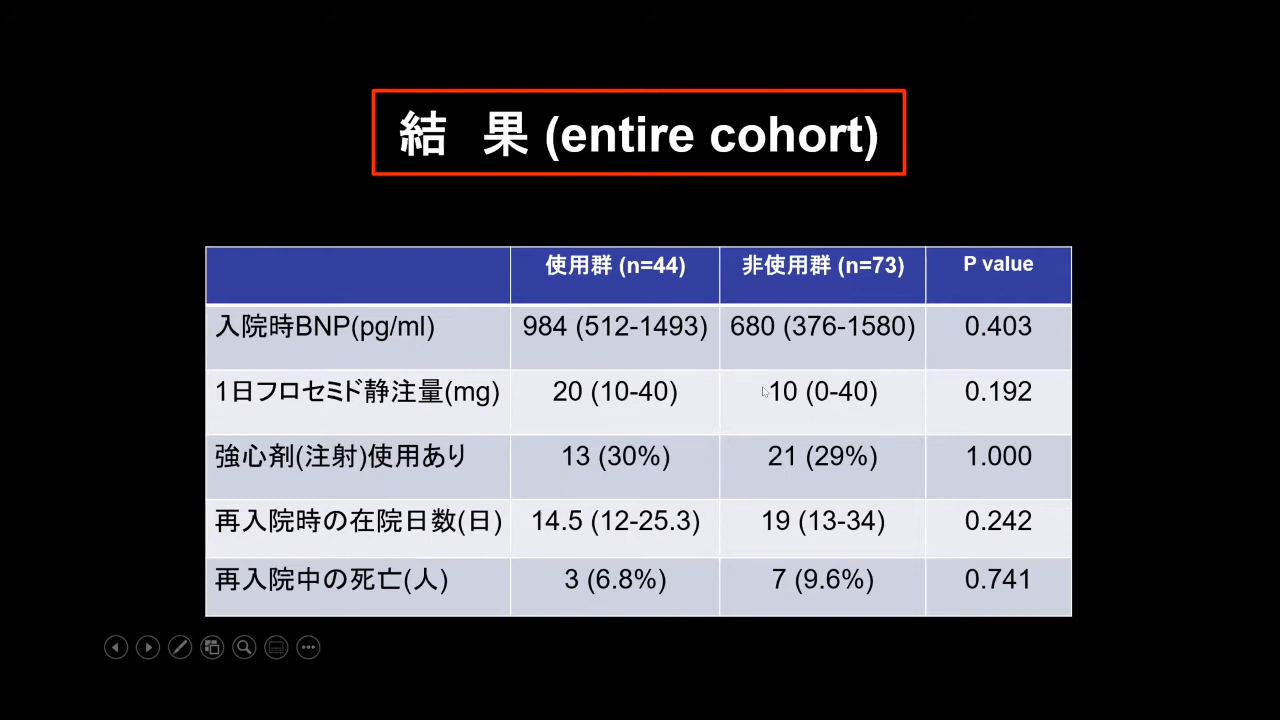 結　果 (entire cohort)
使用群 (n=44) 非使用群 (n=73) P value
入院時BNP(pg/ml) 984 (512-1493) 680 (376-1580) 0.403
1日フロセミド静注量(mg) 20 (10-40) 10 (0-40) 0.192
強心剤(注射)使用あり 13 (30%) 21 (29%) 1.000
再入院時の在院日数(日) 14.5 (12-25.3) 19 (13-34) 0.242
再入院中の死亡(人) 3 (6.8%) 7 (9.6%) 0.741